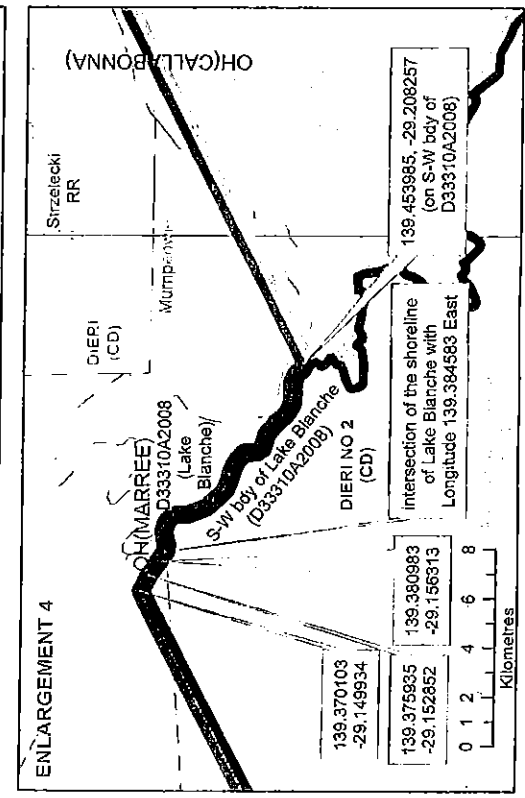 ENLARGEMENT 4
OH(CALLABONNA)
Strzelecki
RR
DIERI
(CD)
OH(MARREE)
D33310A2008
(Lake
Blanche)
S-W bdy of Lake Blanche
(D33310A2008)
DIERI NO 2
(CD)
139.453985, -29.208257
(on S-W bdy of
D33310A2008)
intersection of the shoreline
of Lake Blanche with
Longitude 139.384583 East
139.370103
-29.149934
139.375935
-29.152852
139.380983
-29.156313
0 1 2 4 6 8
Kilometres